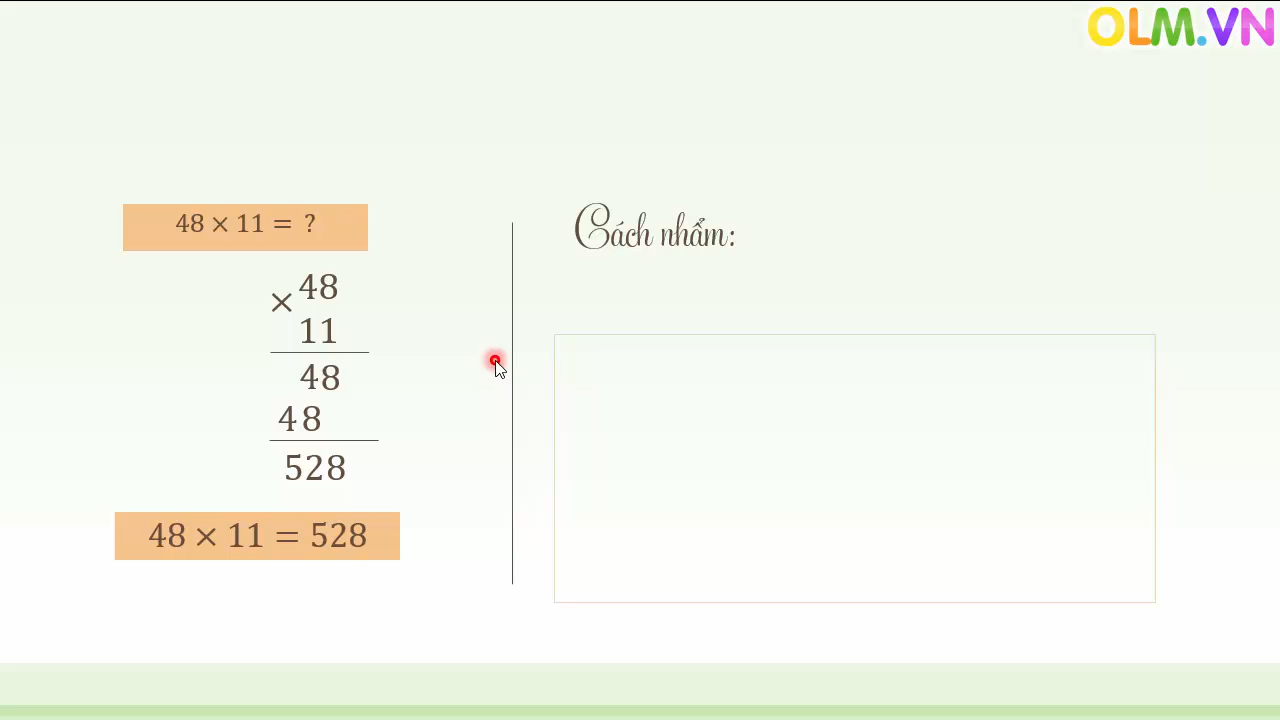 OLM.VN
48 × 11 = ?
× 48
11
48
48
528
48 × 11 = 528
Cách nhẩm: